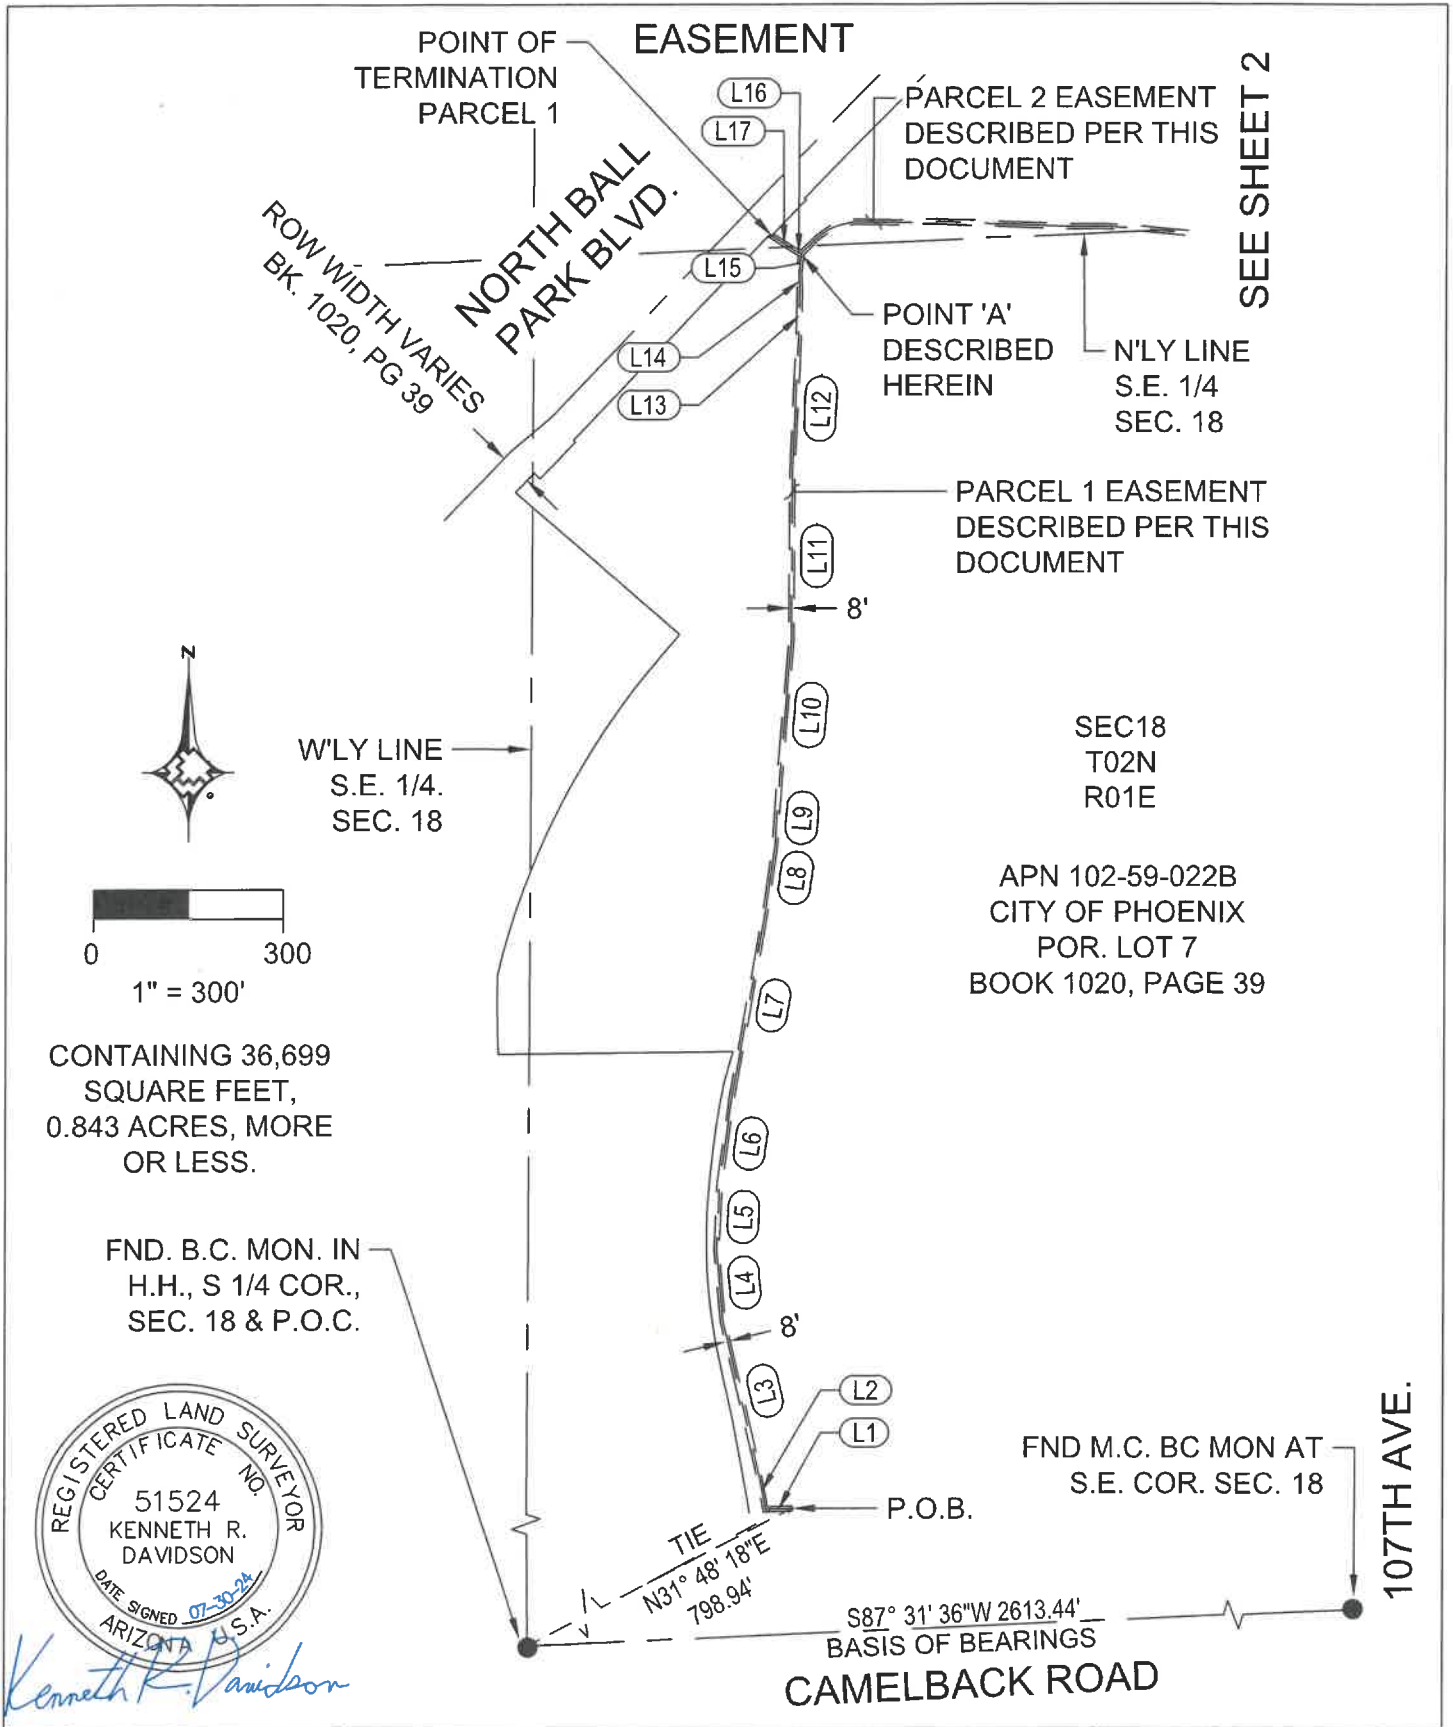 EASEMENT
POINT OF
TERMINATION
PARCEL 1
L16
L17
PARCEL 2 EASEMENT
DESCRIBED PER THIS
DOCUMENT
SEE SHEET 2
NORTH BALL
PARK BLVD.
ROW WIDTH VARIES
BK. 1020, PG 39
L15
POINT 'A'
DESCRIBED
HEREIN
N'LY LINE
S.E. 1/4
SEC. 18
L14
L13
L12
PARCEL 1 EASEMENT
DESCRIBED PER THIS
DOCUMENT
L11
8'
N
L10
W'LY LINE
S.E. 1/4.
SEC. 18
SEC18
T02N
R01E
L9
L8
APN 102-59-022B
CITY OF PHOENIX
POR. LOT 7
BOOK 1020, PAGE 39
0 300
1" = 300'
L7
CONTAINING 36,699
SQUARE FEET,
0.843 ACRES, MORE
OR LESS.
L6
L5
L4
FND. B.C. MON. IN
H.H., S 1/4 COR.,
SEC. 18 & P.O.C.
8'
L3
L2
L1
P.O.B.
FND M.C. BC MON AT
S.E. COR. SEC. 18
107TH AVE.
REGISTERED LAND SURVEYOR
CERTIFICATE NO.
51524
KENNETH R.
DAVIDSON
DATE SIGNED 07-30-24
ARIZONA U.S.A.
Kenneth R. Davidson
TIE
N31° 48' 18"E
798.94'
S87° 31' 36"W 2613.44'
BASIS OF BEARINGS
CAMELBACK ROAD